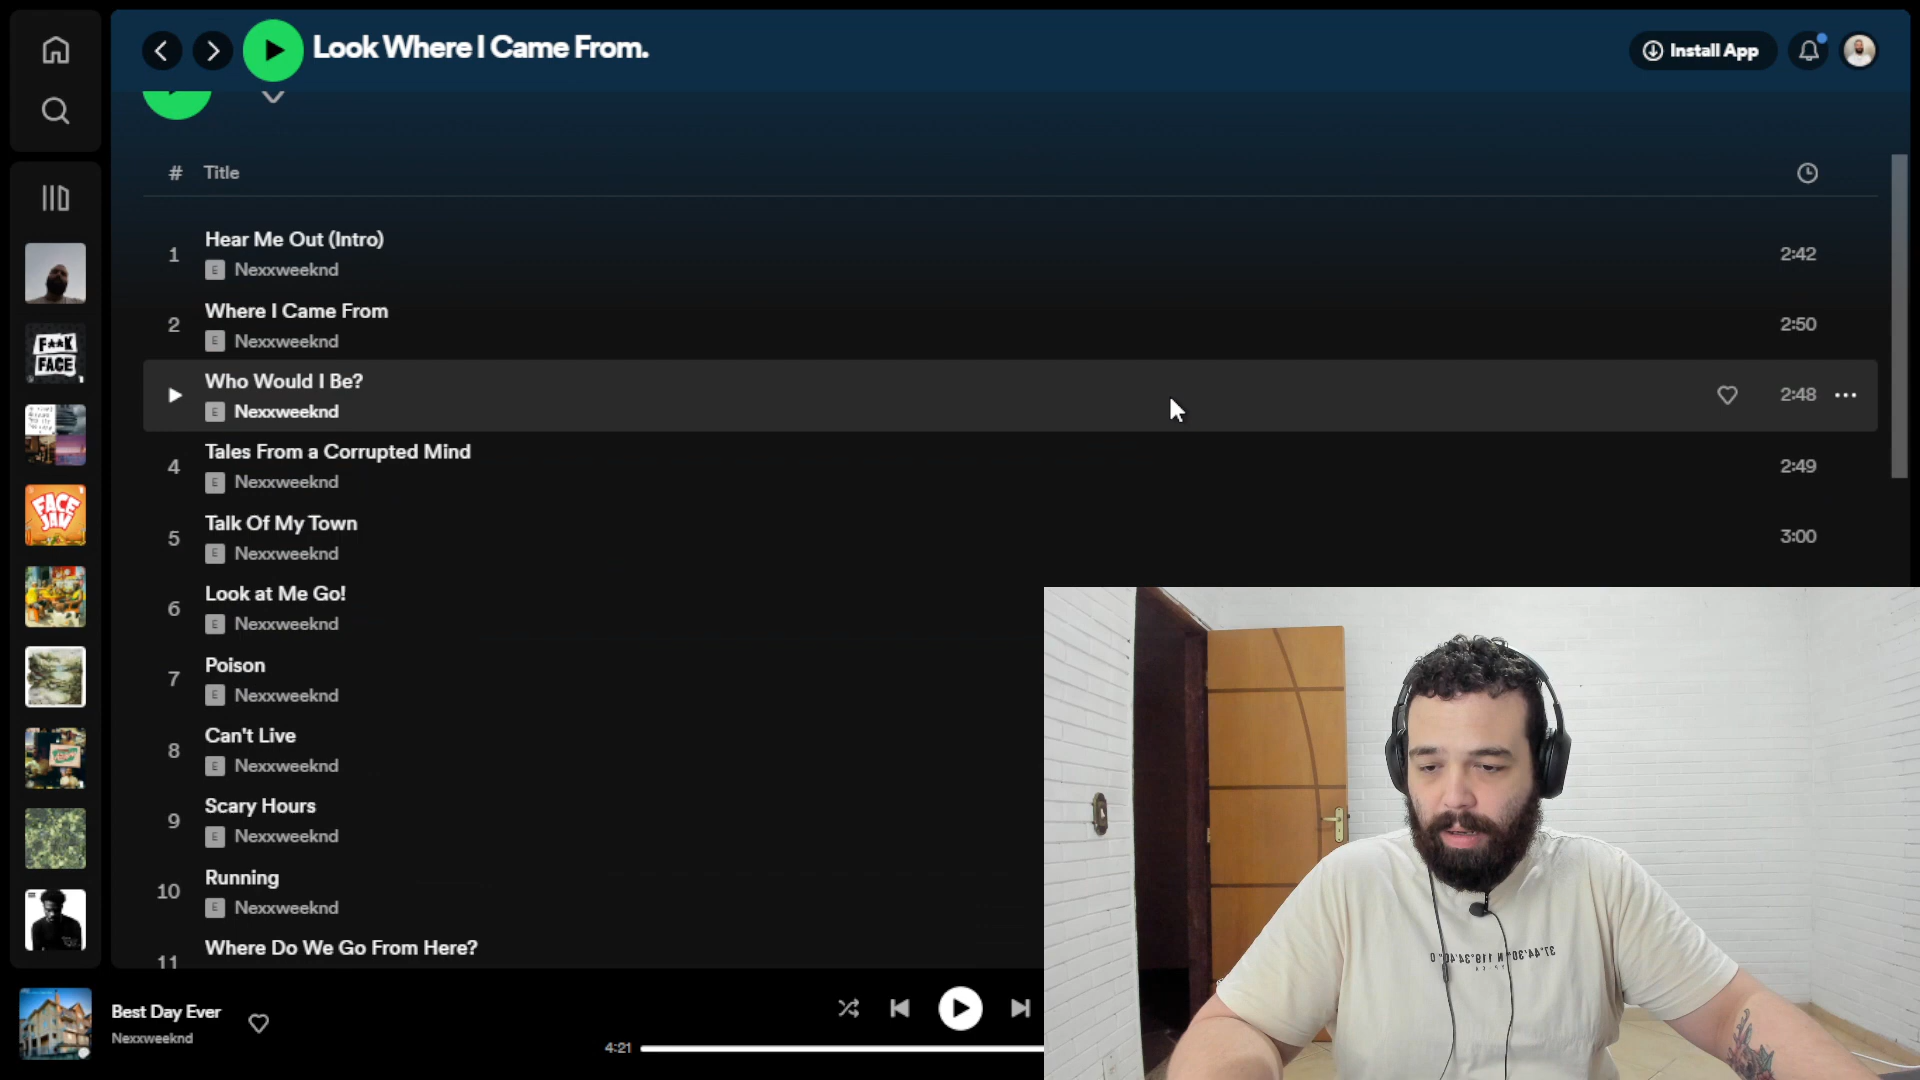 Look Where I Came From.
Install App
# Title
1 Hear Me Out (Intro) 2:42
E Nexxweeknd
2 Where I Came From 2:50
E Nexxweeknd
Who Would I Be? 2:48
E Nexxweeknd
4 Tales From a Corrupted Mind 2:49
E Nexxweeknd
5 Talk Of My Town 3:00
E Nexxweeknd
6 Look at Me Go!
E Nexxweeknd
7 Poison
E Nexxweeknd
8 Can't Live
E Nexxweeknd
9 Scary Hours
E Nexxweeknd
10 Running
E Nexxweeknd
11 Where Do We Go From Here?
F**K
FACE
FACE
JAM
Best Day Ever
Nexxweeknd
4:21